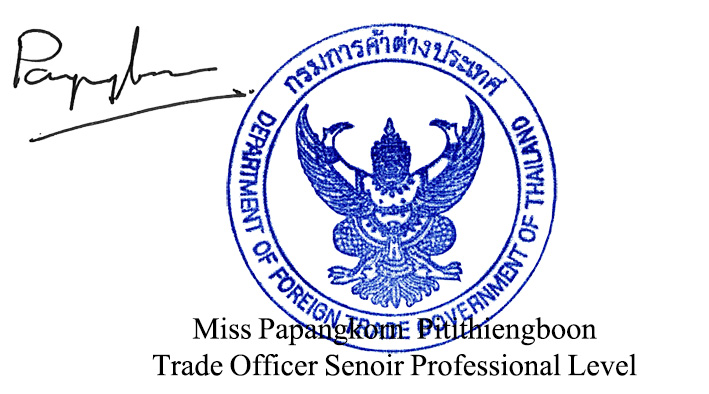 กรมการค้าต่างประเทศ
DEPARTMENT OF FOREIGN TRADE GOVERNMENT OF THAILAND
Miss Papangkorn Pitithiengboon
Trade Officer Senoir Professional Level